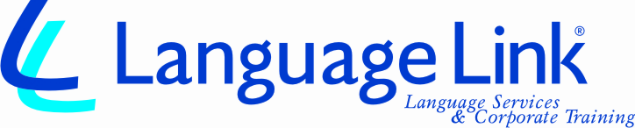 Language Link®
Language Services
& Corporate Training